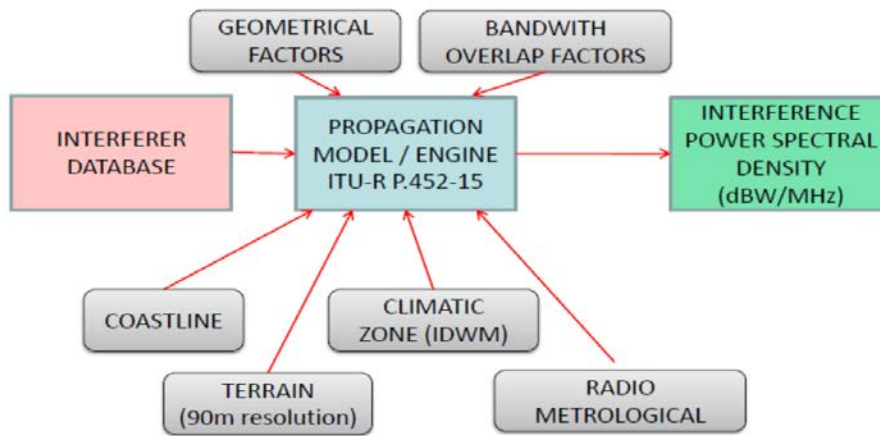 GEOMETRICAL
FACTORS
BANDWITH
OVERLAP FACTORS
INTERFERER
DATABASE
PROPAGATION
MODEL / ENGINE
ITU-R P.452-15
INTERFERENCE
POWER SPECTRAL
DENSITY
(dBW/MHz)
COASTLINE
CLIMATIC
ZONE (IDWM)
TERRAIN
(90m resolution)
RADIO
METROLOGICAL